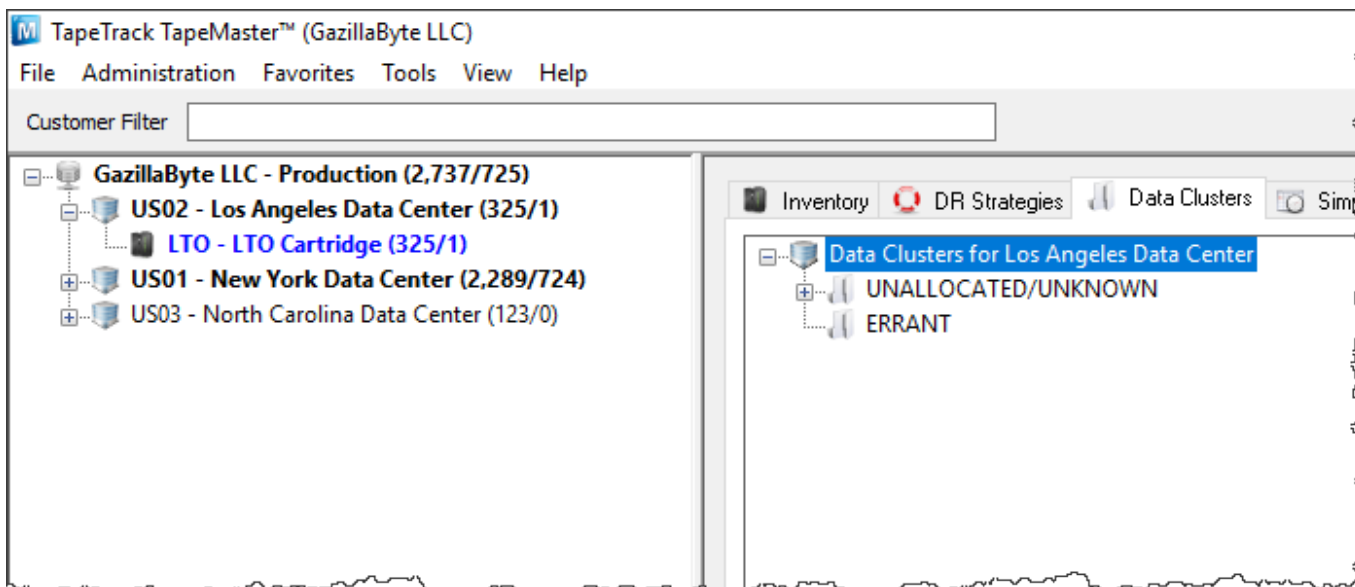 TapeTrack TapeMaster™ (GazillaByte LLC)
File Administration Favorites Tools View Help
Customer Filter
GazillaByte LLC - Production (2,737/725)
US02 - Los Angeles Data Center (325/1)
LTO - LTO Cartridge (325/1)
US01 - New York Data Center (2,289/724)
US03 - North Carolina Data Center (123/0)
Inventory DR Strategies Data Clusters
Data Clusters for Los Angeles Data Center
UNALLOCATED/UNKNOWN
ERRANT